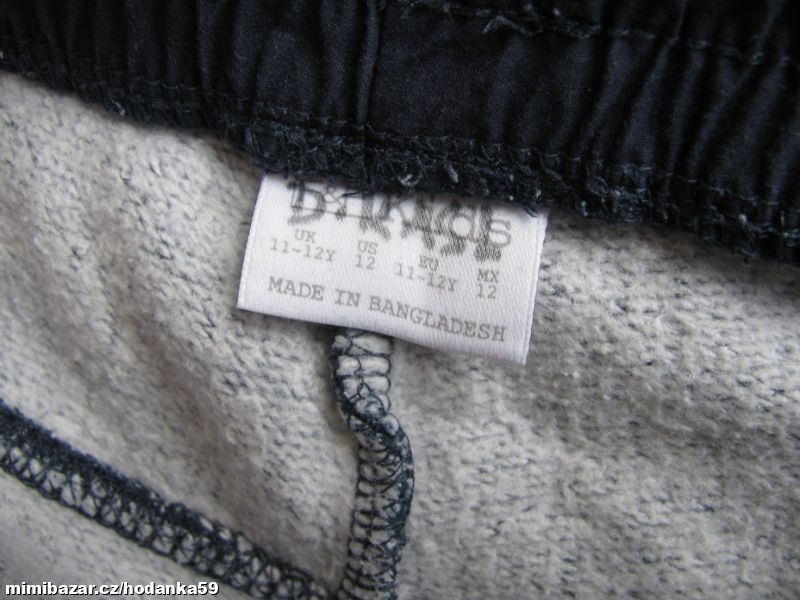 UK US EU MX
11-12Y 12 11-12Y 12
MADE IN BANGLADESH
mimibazar.cz/hodanka59